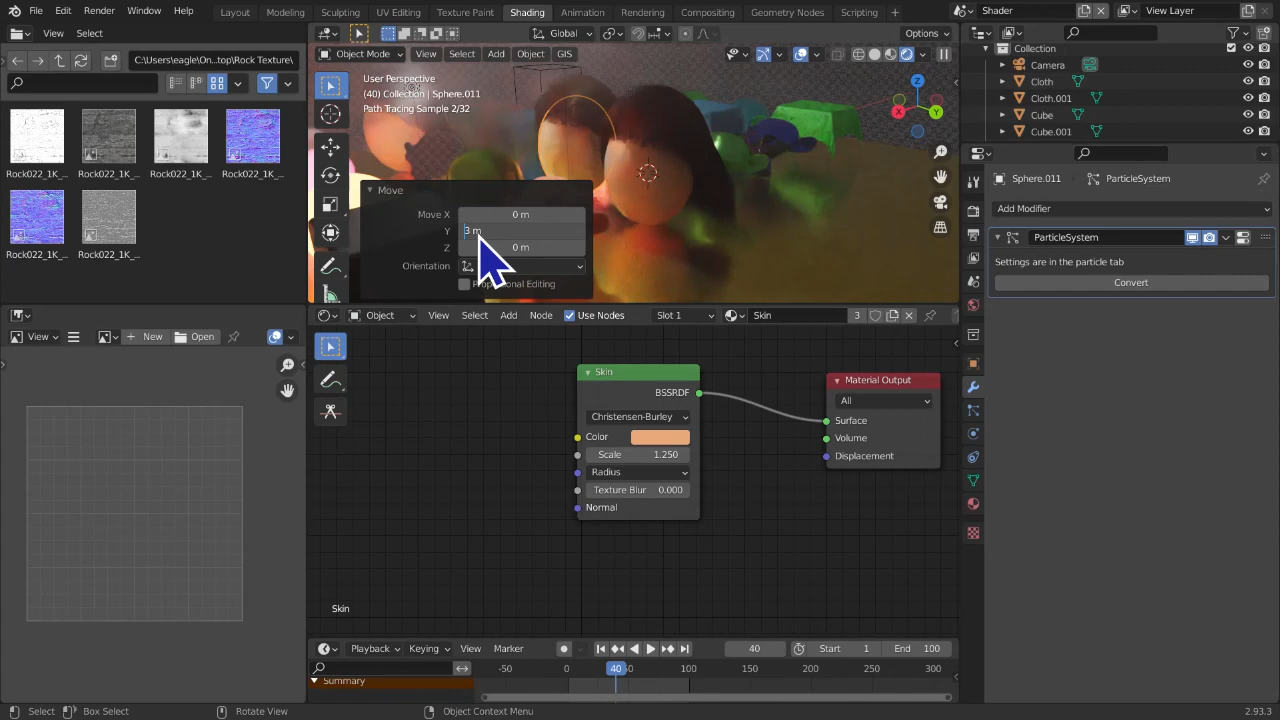 File Edit Render Window Help Layout Modeling Sculpting UV Editing Texture Paint Shading Animation Rendering Compositing Geometry Nodes Scripting + Shader View Layer
View Select
C:\Users\eagle\On...top\Rock Texture\
Rock022_1K_... Rock022_1K_... Rock022_1K_... Rock022_1K_...
Rock022_1K_... Rock022_1K_...
Global Options
Object Mode View Select Add Object GIS
User Perspective
(40) Collection | Sphere.011
Path Tracing Sample 2/32
Z
X
Y
Move
Move X 0 m
Y 3 m
Z 0 m
Orientation
Proportional Editing
Collection
Camera
Cloth
Cloth.001
Cube
Cube.001
Sphere.011 ParticleSystem
Add Modifier
ParticleSystem
Settings are in the particle tab
Convert
View New Open
Object View Select Add Node Use Nodes Slot 1 Skin 3
Skin
BSSRDF
Christensen-Burley
Color
Scale 1.250
Radius
Texture Blur 0.000
Normal
Material Output
All
Surface
Volume
Displacement
Skin
Playback Keying View Marker 40 Start 1 End 100
-50 0 40 50 100 150 200 250 300
Summary
Select Box Select Rotate View Object Context Menu 2.93.3